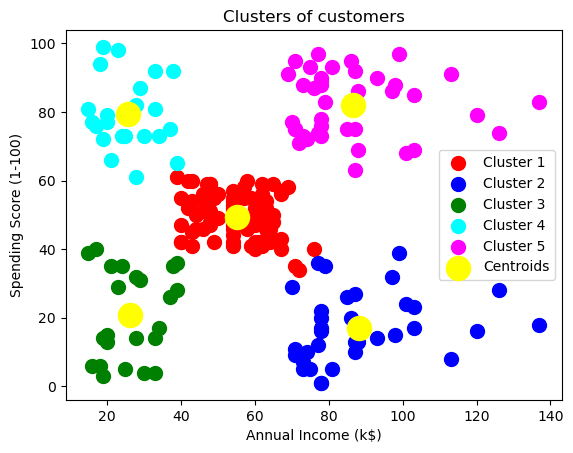 Clusters of customers
Spending Score (1-100)
100
80
60
40
20
0
Cluster 1
Cluster 2
Cluster 3
Cluster 4
Cluster 5
Centroids
20 40 60 80 100 120 140
Annual Income (k$)